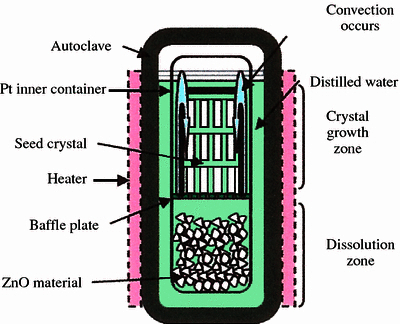 Convection
occurs
Autoclave
Distilled water
Pt inner container
Crystal
growth
zone
Seed crystal
Heater
Baffle plate
Dissolution
zone
ZnO material